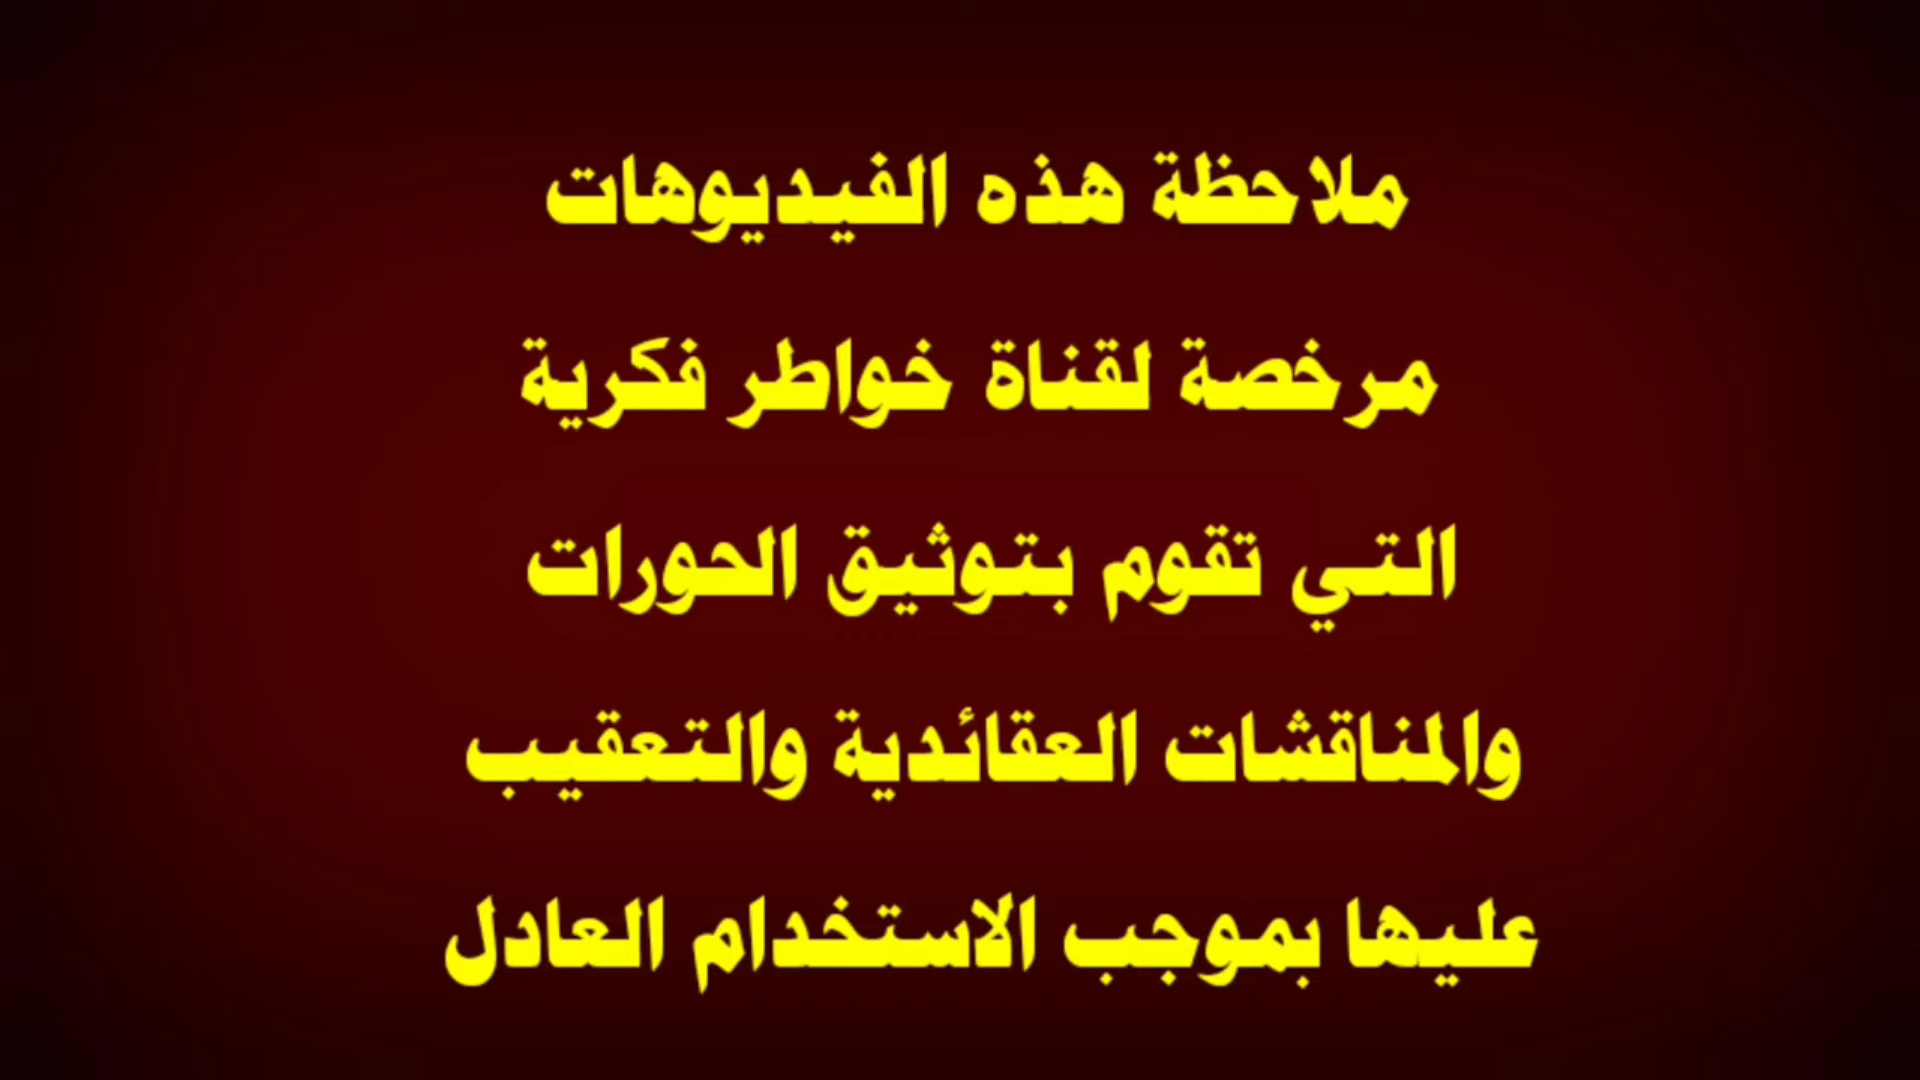 ملاحظة هذه الفيديوهات
مرخصة لقناة خواطر فكرية
التي تقوم بتوثيق الحورات
والمناقشات العقائدية والتعقيب
عليها بموجب الاستخدام العادل